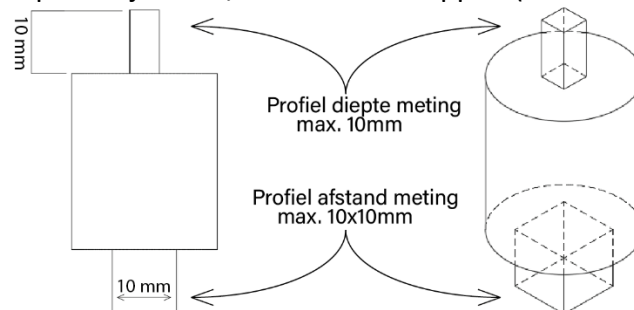 10 mm
Profiel diepte meting
max. 10mm
Profiel afstand meting
max. 10x10mm
10 mm